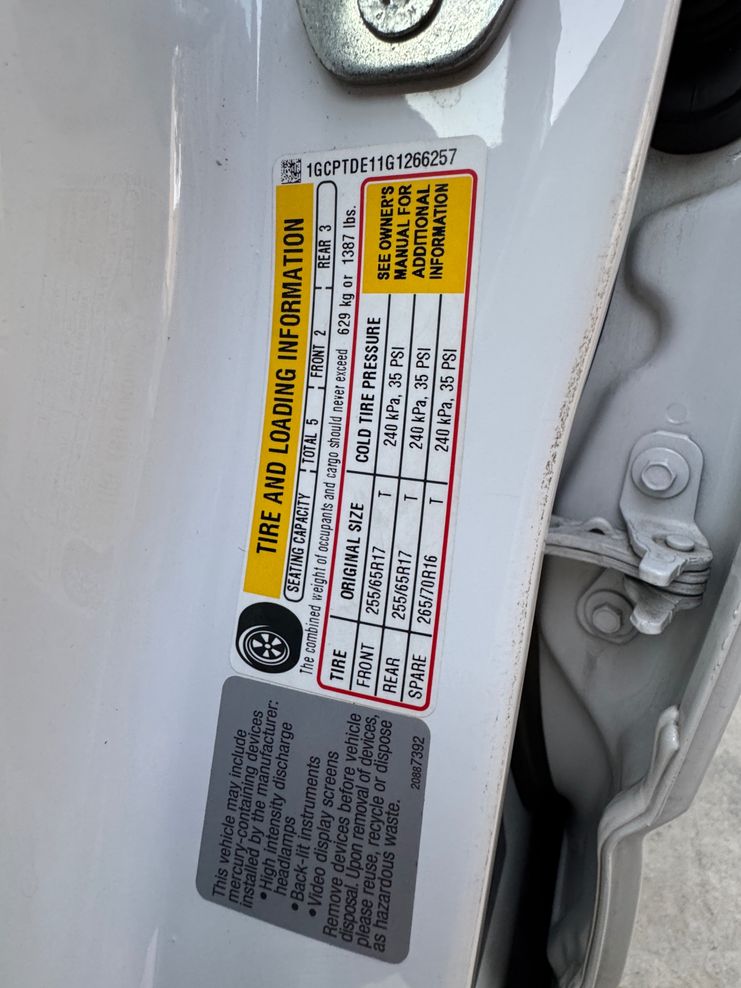 1GCPTDE11G1266257
TIRE AND LOADING INFORMATION
SEATING CAPACITY TOTAL 5 FRONT 2 REAR 3
The combined weight of occupants and cargo should never exceed 629 kg or 1387 lbs.
TIRE ORIGINAL SIZE COLD TIRE PRESSURE
FRONT 255/65R17 T 240 kPa, 35 PSI
REAR 255/65R17 T 240 kPa, 35 PSI
SPARE 265/70R16 T 240 kPa, 35 PSI
SEE OWNER'S
MANUAL FOR
ADDITIONAL
INFORMATION
This vehicle may include
mercury-containing devices
installed by the manufacturer:
• High Intensity discharge
headlamps
• Back-lit instruments
• Video display screens
Remove devices before vehicle
disposal. Upon removal of devices,
please reuse, recycle or dispose
as hazardous waste.
20887392